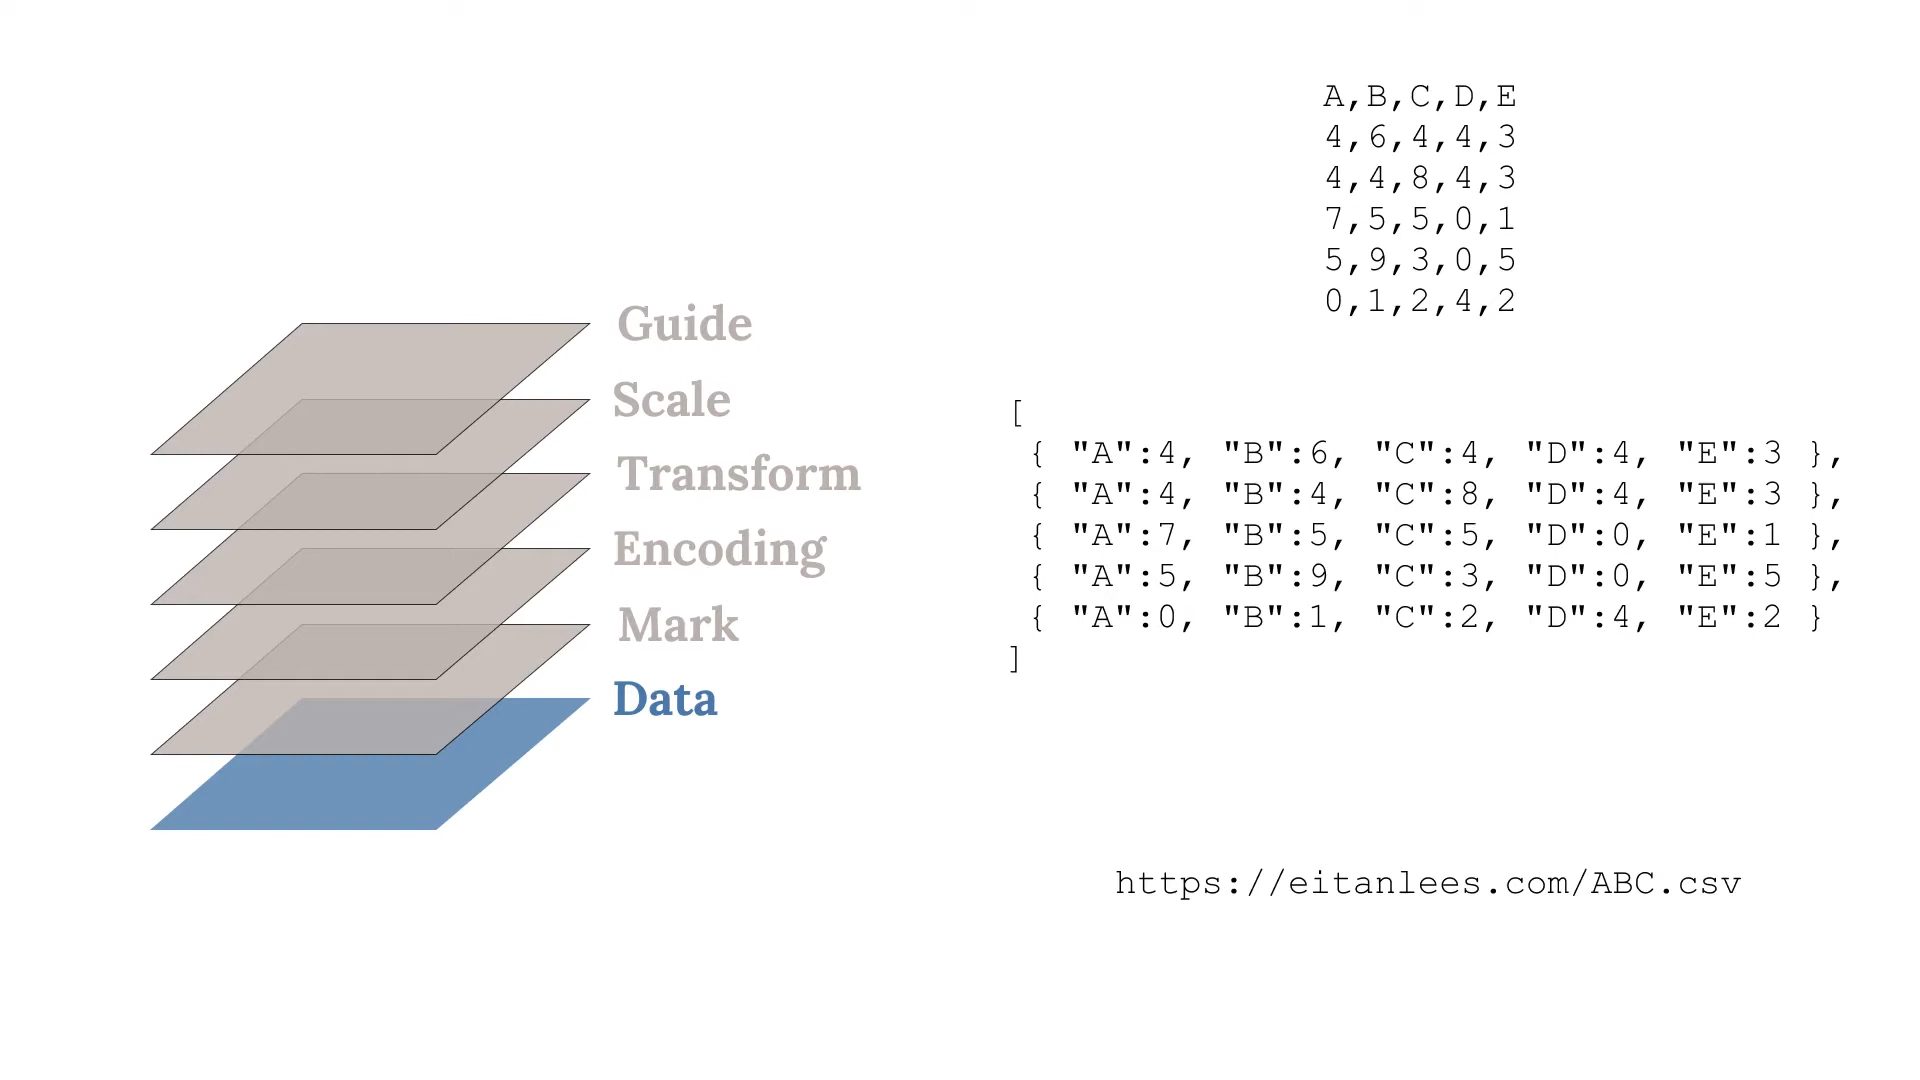 Guide
Scale
Transform
Encoding
Mark
Data
A,B,C,D,E
4,6,4,4,3
4,4,8,4,3
7,5,5,0,1
5,9,3,0,5
0,1,2,4,2
[
{ "A":4, "B":6, "C":4, "D":4, "E":3 },
{ "A":4, "B":4, "C":8, "D":4, "E":3 },
{ "A":7, "B":5, "C":5, "D":0, "E":1 },
{ "A":5, "B":9, "C":3, "D":0, "E":5 },
{ "A":0, "B":1, "C":2, "D":4, "E":2 }
]
https://eitanlees.com/ABC.csv